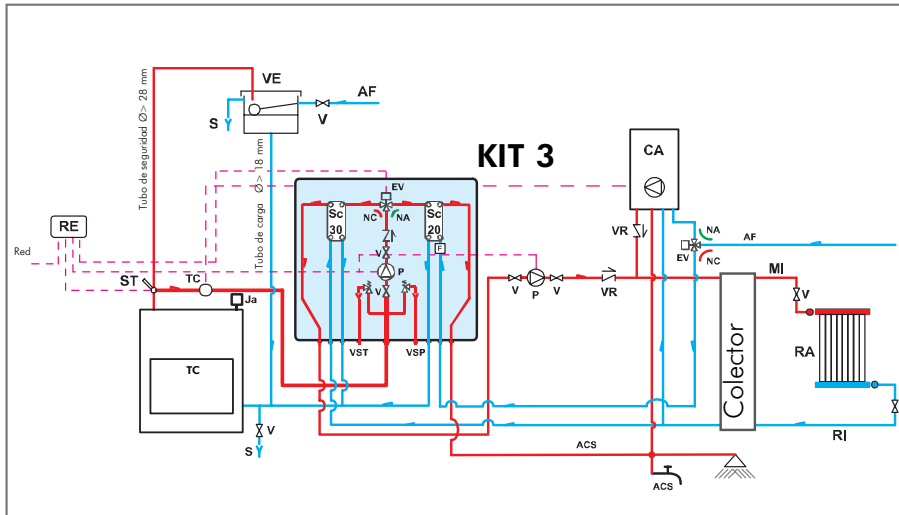 Tubo de seguridad Ø> 28 mm
VE
AF
S
V
Tubo de carga Ø> 18 mm
KIT 3
CA
EV
Sc
30
NC
NA
Sc
20
F
V
P
V
VST
VSP
RE
Red
ST
TC
Ja
TC
V
S
V
P
V
VR
VR
NA
EV
NC
AF
MI
V
Colector
RA
V
RI
ACS
ACS